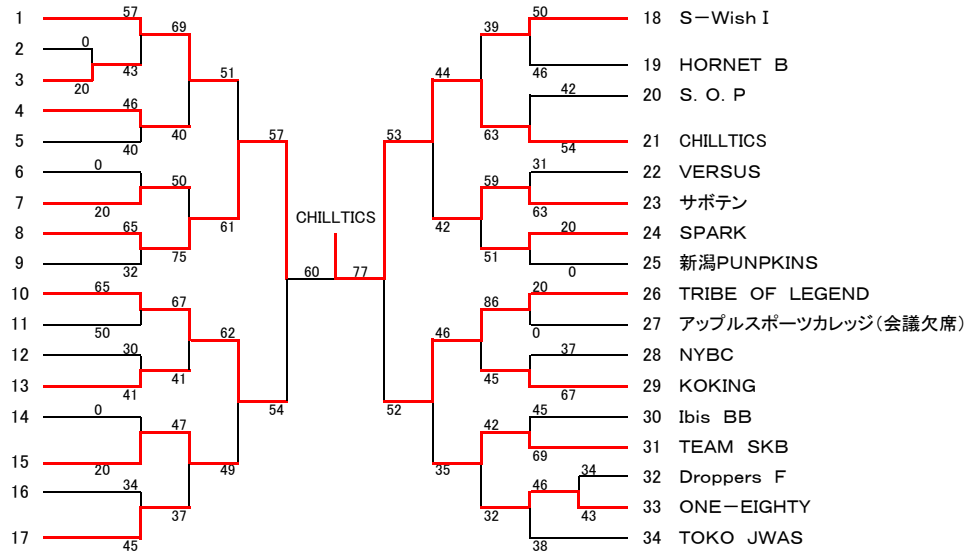 1 57 50 18 S－Wish I
69 39
2 0
3 20 43 46 19 HORNET B
51 44
4 46 42 20 S．O．P
5 40 40 63 54 21 CHILLTICS
57 53
6 0 31 22 VERSUS
7 20 50 59 63 23 サボテン
8 65 61 42 20 24 SPARK
9 32 75 51 0 25 新潟PUNPKINS
CHILLTICS
60 77
10 65 20 26 TRIBE OF LEGEND
11 50 67 86 0 27 アップルスポーツカレッジ（会議欠席）
62 46
12 30 37 28 NYBC
13 41 41 45 67 29 KOKING
54 52
14 0 45 30 Ibis BB
15 20 47 42 69 31 TEAM SKB
49 35
16 34 34 32 Droppers F
37 32 46 43 33 ONE－EIGHTY
17 45 38 34 TOKO JWAS